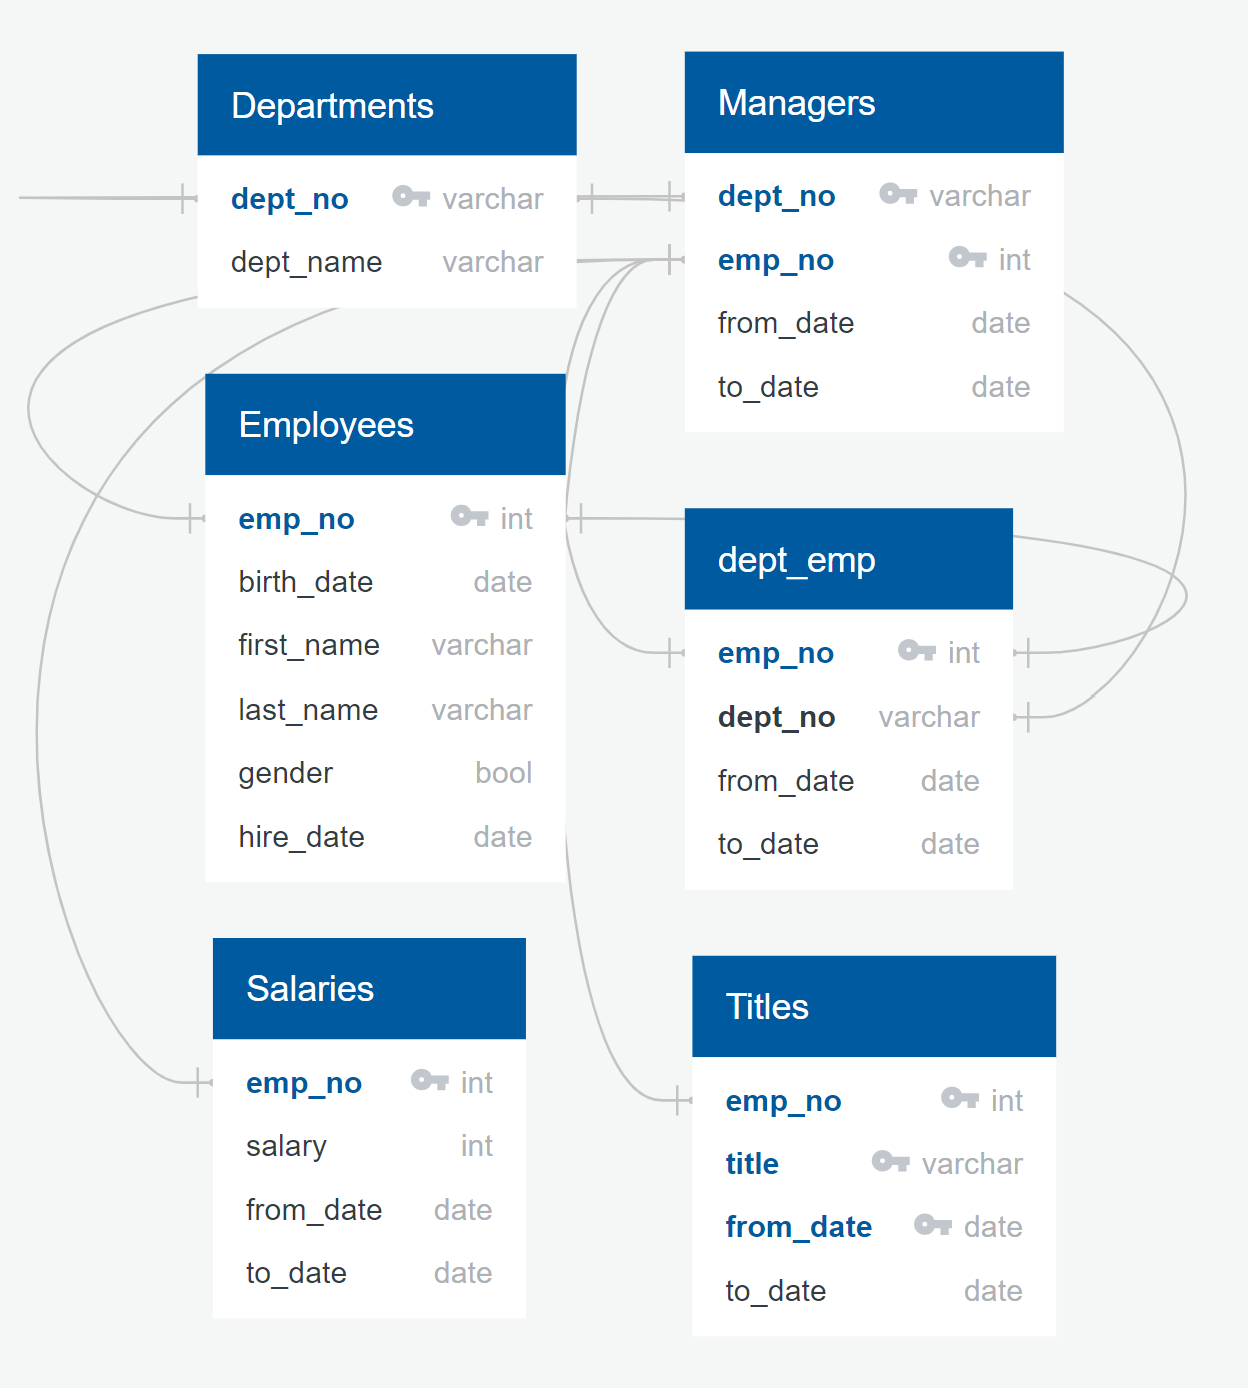 Departments
dept_no varchar
dept_name varchar
Managers
dept_no varchar
emp_no int
from_date date
to_date date
Employees
emp_no int
birth_date date
first_name varchar
last_name varchar
gender bool
hire_date date
dept_emp
emp_no int
dept_no varchar
from_date date
to_date date
Salaries
emp_no int
salary int
from_date date
to_date date
Titles
emp_no int
title varchar
from_date date
to_date date